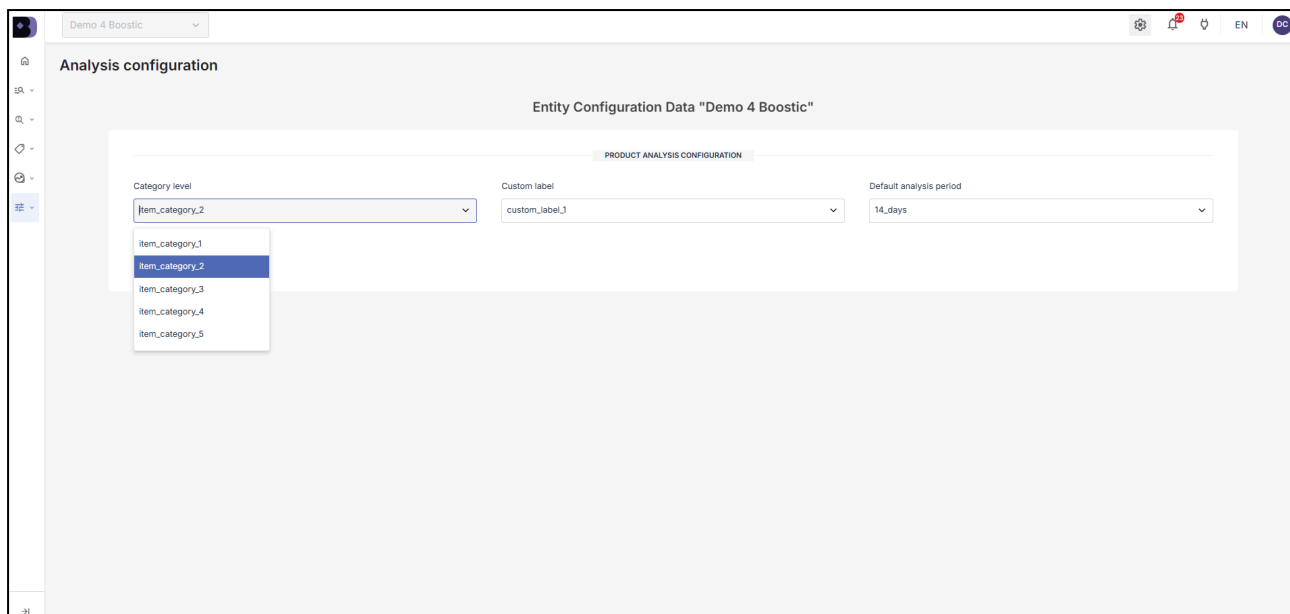 Demo 4 Boostic
23
EN
DC
Analysis configuration
Entity Configuration Data "Demo 4 Boostic"
PRODUCT ANALYSIS CONFIGURATION
Category level
Custom label
Default analysis period
item_category_2
custom_label_1
14_days
item_category_1
item_category_2
item_category_3
item_category_4
item_category_5